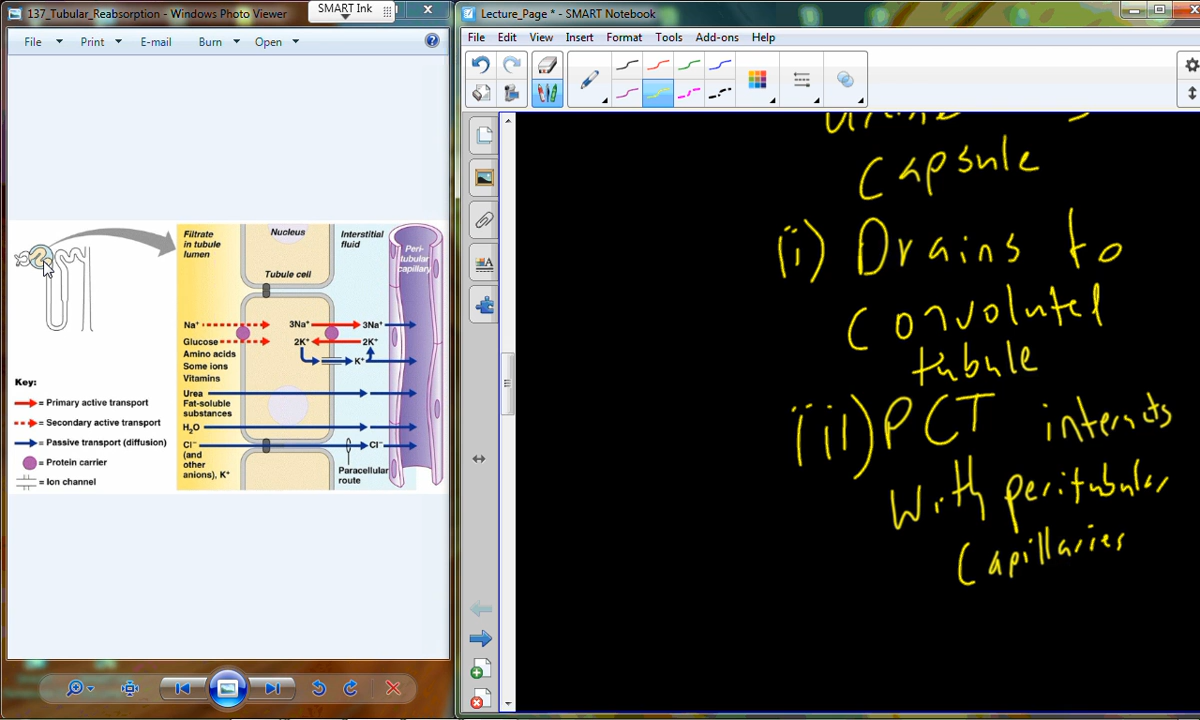 137_Tubular_Reabsorption - Windows Photo Viewer
SMART Ink
File Print E-mail Burn Open
Filtrate
in tubule
lumen
Nucleus
Interstitial
fluid
Peri-
tubular
capillary
Tubule cell
Na⁺
3Na⁺ 3Na⁺
Glucose
2K⁺ 2K⁺
Amino acids
Some ions
K⁺
Vitamins
Urea
Fat-soluble
substances
H₂O
Cl⁻ Cl⁻
(and
other
anions), K⁺
Paracellular
route
Key:
= Primary active transport
= Secondary active transport
= Passive transport (diffusion)
= Protein carrier
= Ion channel
Lecture_Page * - SMART Notebook
File Edit View Insert Format Tools Add-ons Help
Capsule
(i) Drains to
convoluted
tubule
(ii) PCT interacts
with peritubular
capillaries